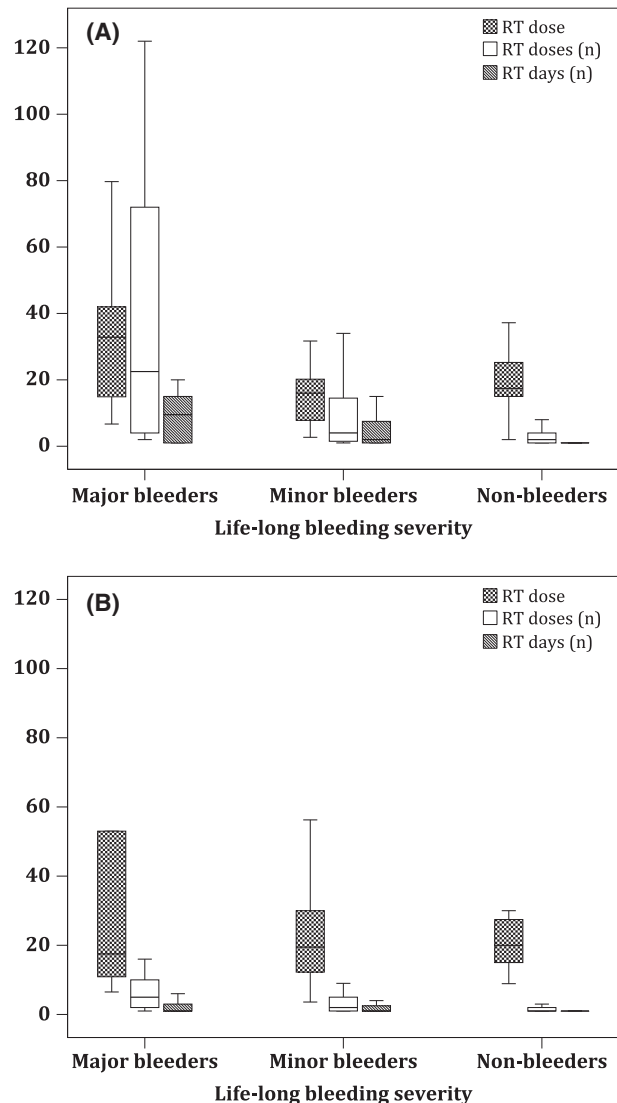 (A)
RT dose
RT doses (n)
RT days (n)
120
100
80
60
40
20
0
Major bleeders Minor bleeders Non-bleeders
Life-long bleeding severity
(B)
RT dose
RT doses (n)
RT days (n)
120
100
80
60
40
20
0
Major bleeders Minor bleeders Non-bleeders
Life-long bleeding severity